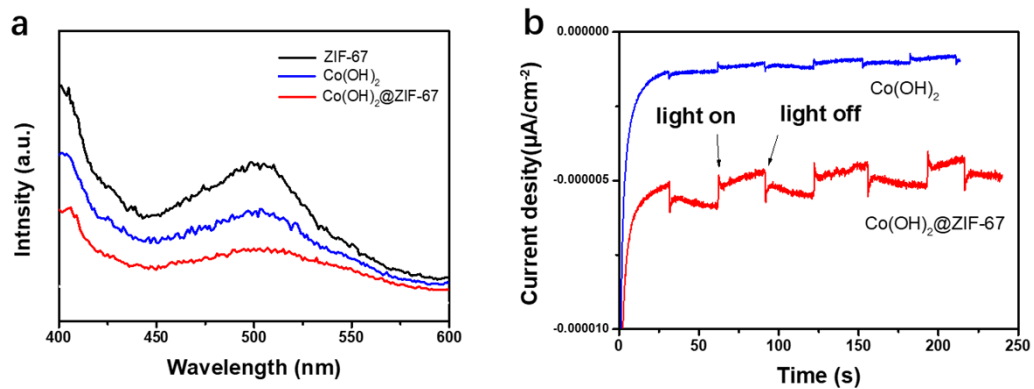 a
ZIF-67
Co(OH)2
Co(OH)2@ZIF-67
Intnsity (a.u.)
400 450 500 550 600
Wavelength (nm)
b
0.000000
-0.000005
-0.000010
Current desity(μA/cm-2)
Co(OH)2
light on
light off
Co(OH)2@ZIF-67
0 50 100 150 200 250
Time (s)